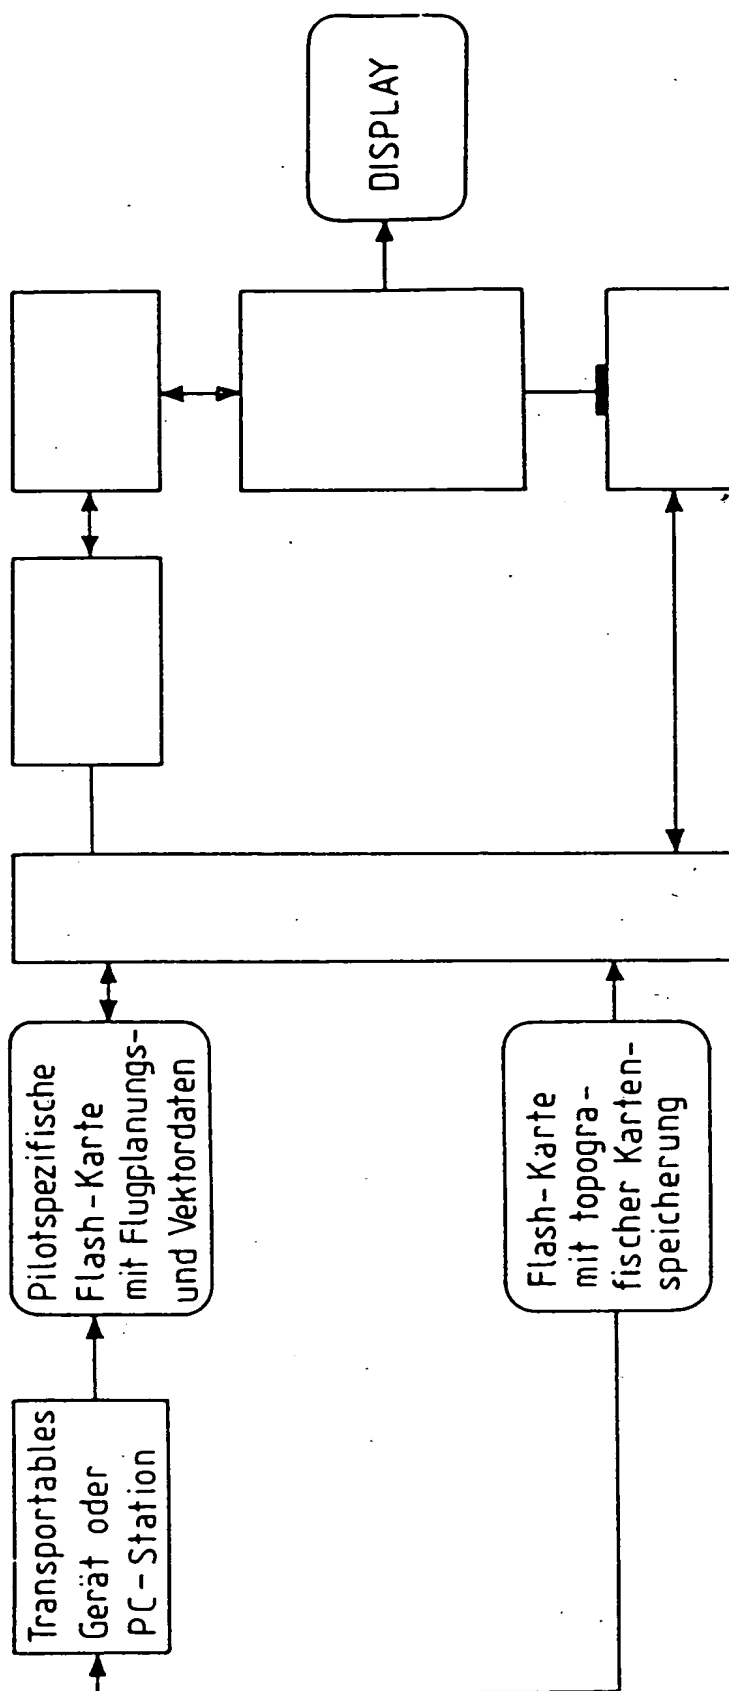 Transportables
Gerät oder
PC-Station
Pilotspezifische
Flash-Karte
mit Flugplanungs-
und Vektordaten
Flash-Karte
mit topogra-
fischer Karten-
speicherung
DISPLAY